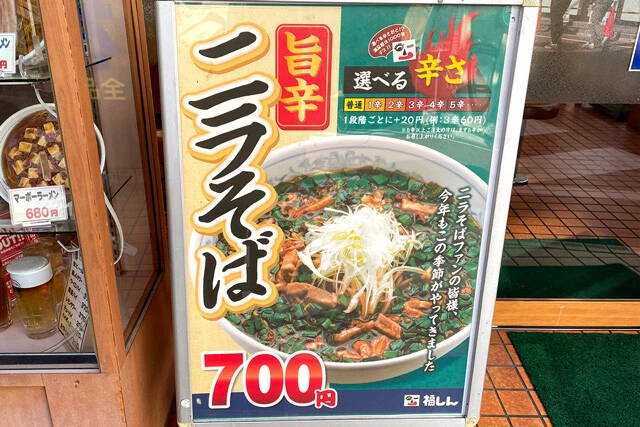 旨辛
ニラそば
選べる辛さ
普通 1辛 2辛 3辛 4辛 5辛 ···
1段階ごとに+20円(例:3辛60円)
ニラそばファンの皆様、
今年もこの季節がやってきました
700円
福しん
マーボーラーメン
680円